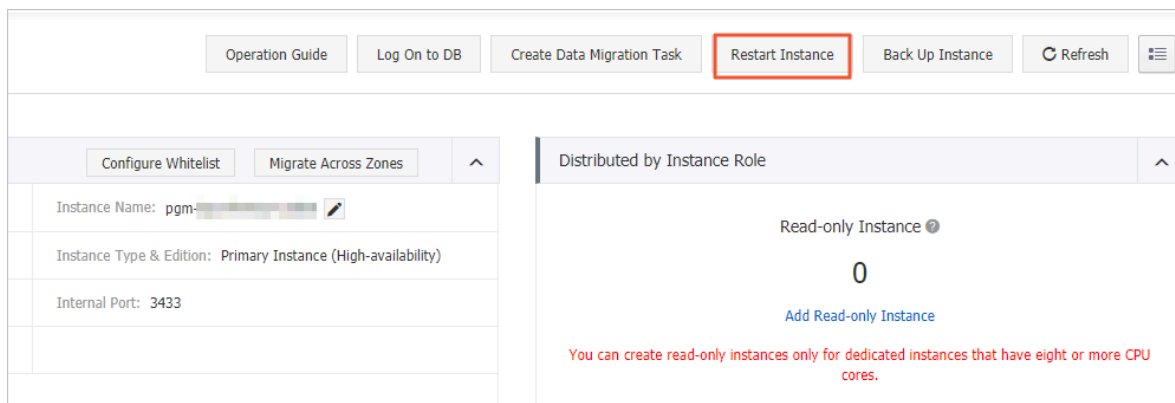 Operation Guide
Log On to DB
Create Data Migration Task
Restart Instance
Back Up Instance
Refresh
Configure Whitelist
Migrate Across Zones
Distributed by Instance Role
Instance Name: pgm-
Instance Type & Edition: Primary Instance (High-availability)
Internal Port: 3433
Read-only Instance
0
Add Read-only Instance
You can create read-only instances only for dedicated instances that have eight or more CPU
cores.